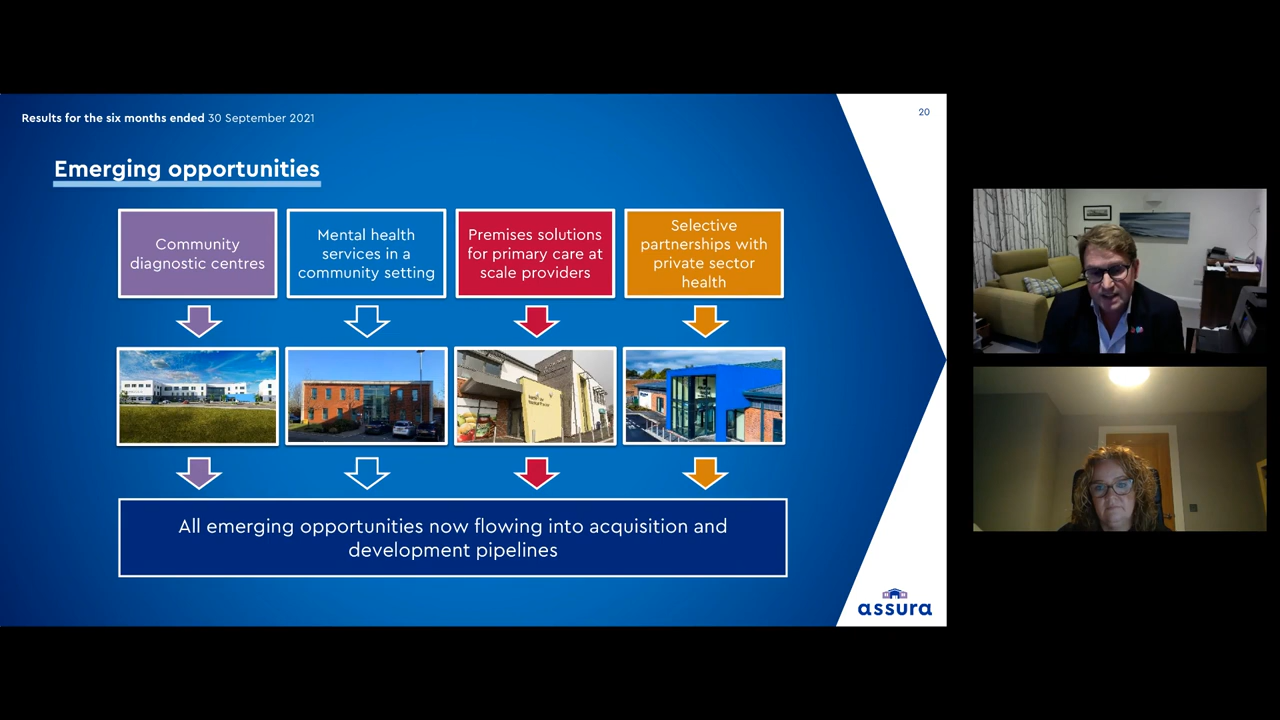 Results for the six months ended 30 September 2021
20
Emerging opportunities
Community
diagnostic centres
Mental health
services in a
community setting
Premises solutions
for primary care at
scale providers
Selective
partnerships with
private sector
health
All emerging opportunities now flowing into acquisition and
development pipelines
assura